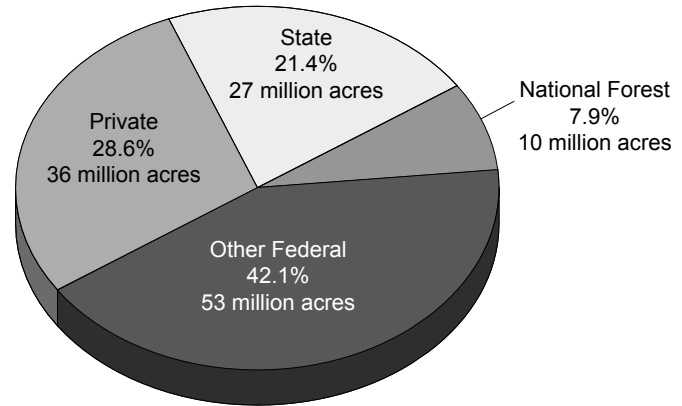 State
21.4%
27 million acres
National Forest
7.9%
10 million acres
Private
28.6%
36 million acres
Other Federal
42.1%
53 million acres